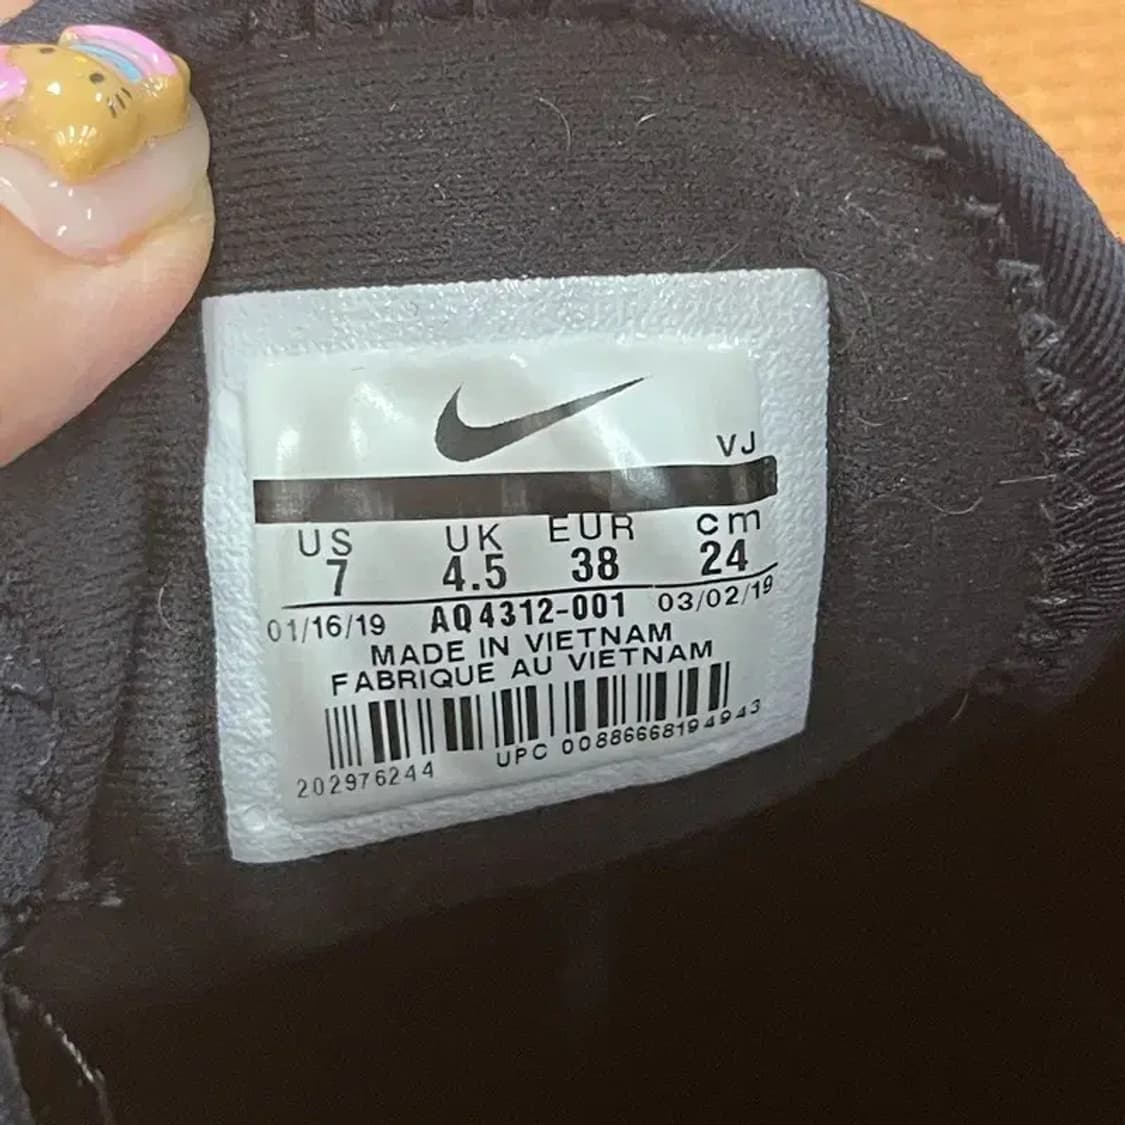 VJ
US UK EUR cm
7 4.5 38 24
01/16/19 AQ4312-001 03/02/19
MADE IN VIETNAM
FABRIQUE AU VIETNAM
202976244 UPC 00886668194943